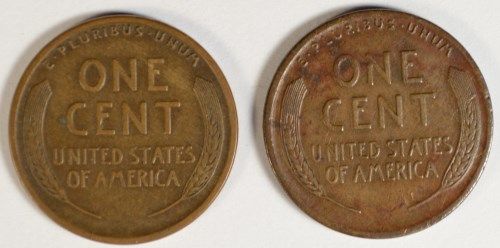 E·PLURIBUS·UNUM
ONE
CENT
UNITED STATES
OF AMERICA
E·PLURIBUS·UNUM
ONE
CENT
UNITED STATES
OF AMERICA